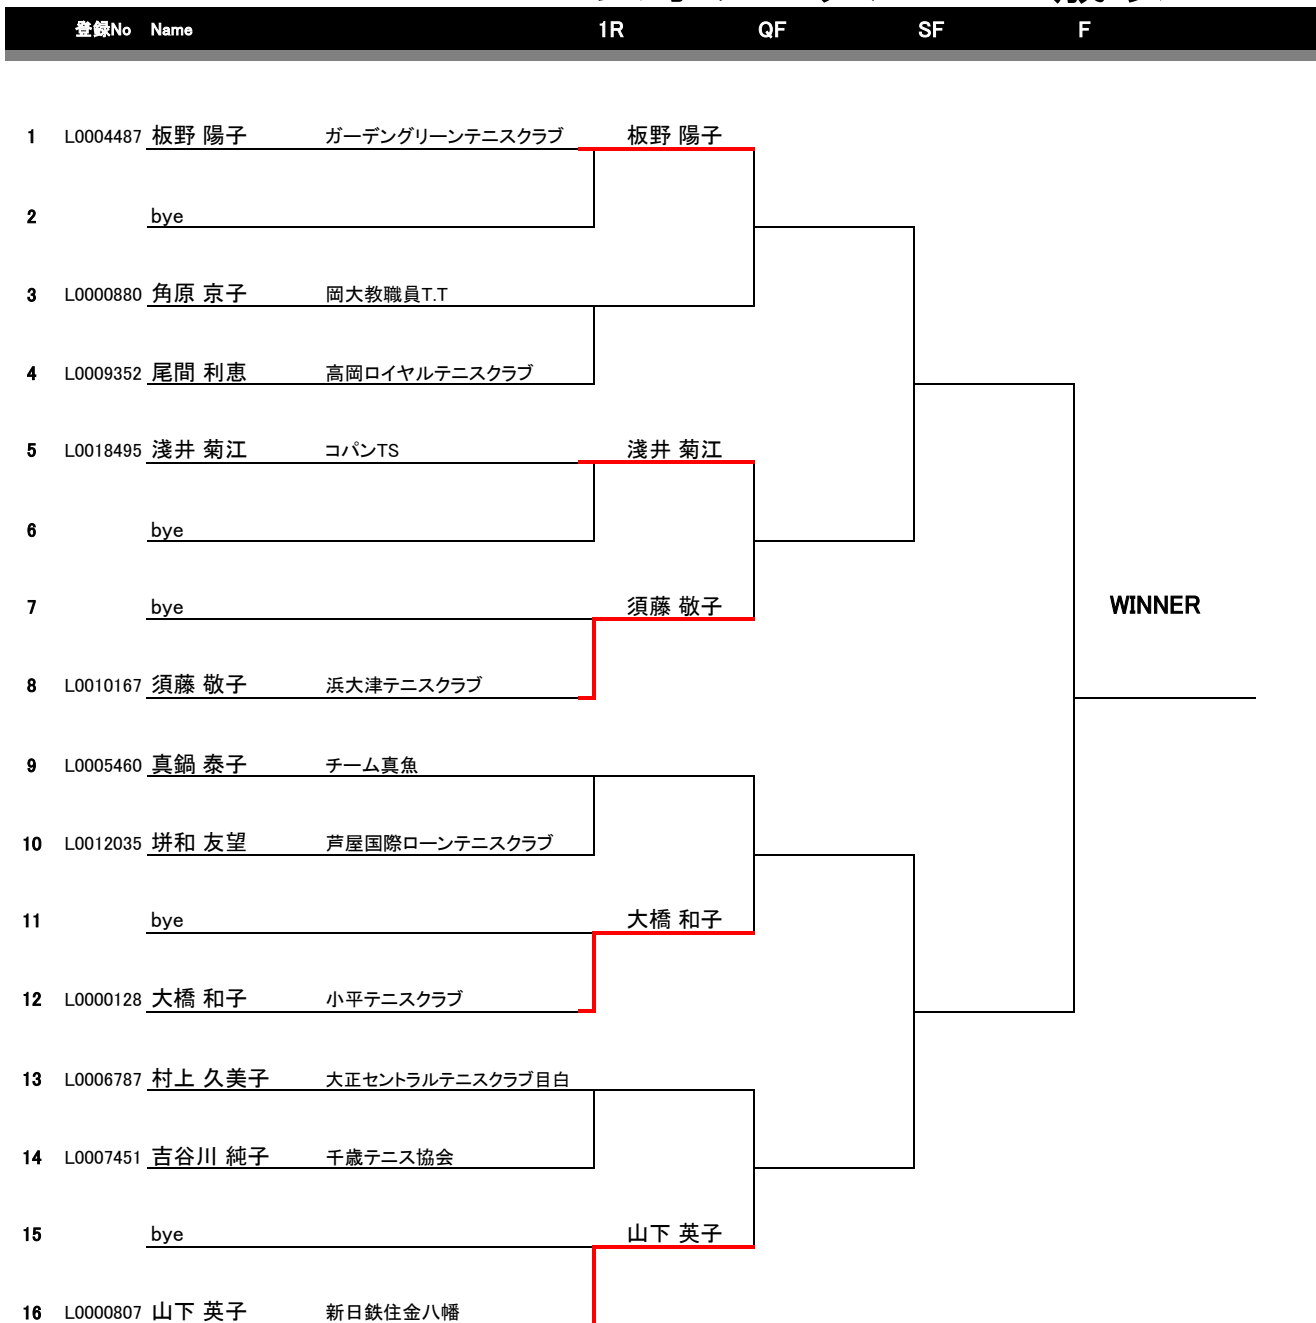 登録No Name 1R QF SF F
1 L0004487 板野 陽子 ガーデングリーンテニスクラブ 板野 陽子
2 bye
3 L0000880 角原 京子 岡大教職員T.T
4 L0009352 尾間 利恵 高岡ロイヤルテニスクラブ
5 L0018495 淺井 菊江 コパンTS 淺井 菊江
6 bye
7 bye 須藤 敬子 WINNER
8 L0010167 須藤 敬子 浜大津テニスクラブ
9 L0005460 真鍋 泰子 チーム真魚
10 L0012035 垪和 友望 芦屋国際ローンテニスクラブ
11 bye 大橋 和子
12 L0000128 大橋 和子 小平テニスクラブ
13 L0006787 村上 久美子 大正セントラルテニスクラブ目白
14 L0007451 吉谷川 純子 千歳テニス協会
15 bye 山下 英子
16 L0000807 山下 英子 新日鉄住金八幡